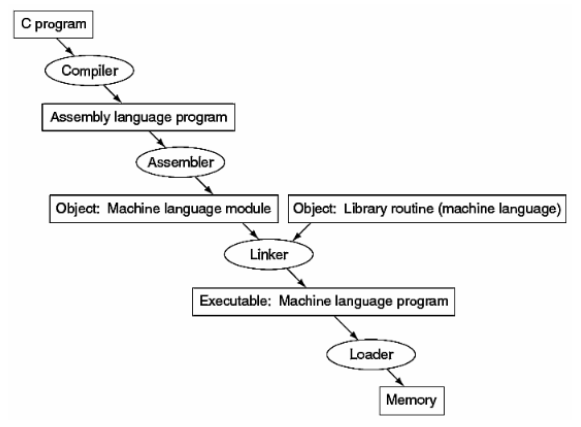 C program
Compiler
Assembly language program
Assembler
Object: Machine language module
Object: Library routine (machine language)
Linker
Executable: Machine language program
Loader
Memory